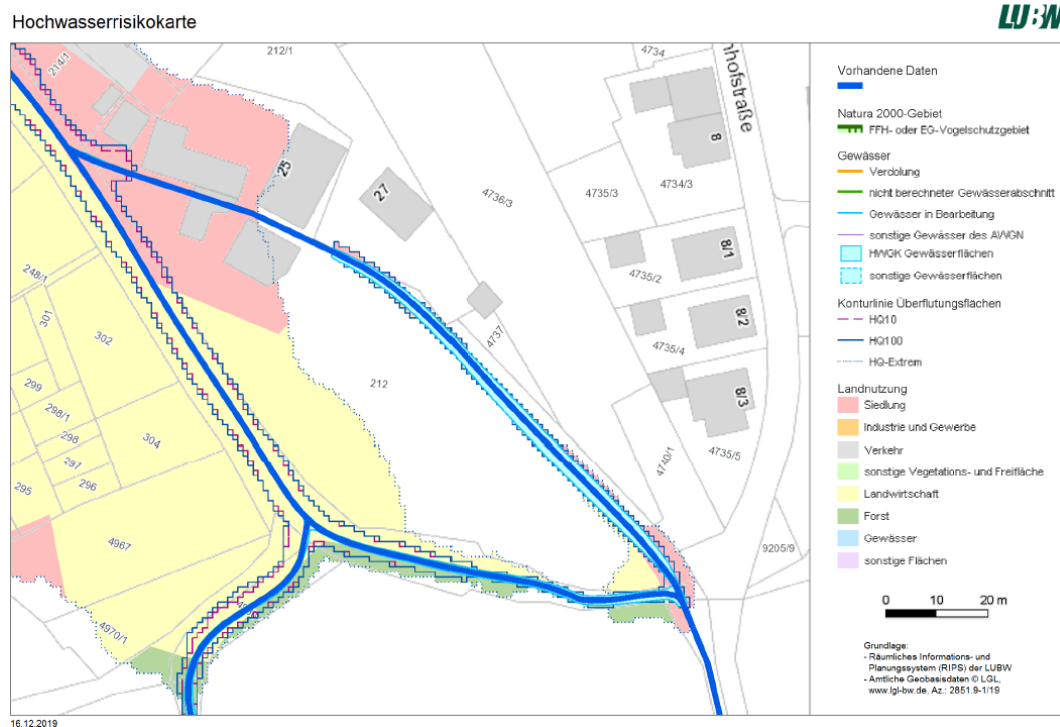 Hochwasserrisikokarte
LUBW
214/1
212/1
4734
nhofstraße
25
27
8
4736/3
4735/3
4734/3
8/1
4735/2
248/1
301
302
4737
8/2
4735/4
299
298/1
212
298
304
8/3
297
296
295
4740/1
4735/5
4967
9205/9
4970/1
Vorhandene Daten
Natura 2000-Gebiet
FFH- oder EG-Vogelschutzgebiet
Gewässer
Verdolung
nicht berechneter Gewässerabschnitt
Gewässer in Bearbeitung
sonstige Gewässer des AWGN
HWGK Gewässerflächen
sonstige Gewässerflächen
Konturlinie Überflutungsflächen
HQ10
HQ100
HQ-Extrem
Landnutzung
Siedlung
Industrie und Gewerbe
Verkehr
sonstige Vegetations- und Freifläche
Landwirtschaft
Forst
Gewässer
sonstige Flächen
0 10 20 m
Grundlage:
- Räumliches Informations- und
Planungssystem (RIPS) der LUBW
- Amtliche Geobasisdaten © LGL,
www.lgl-bw.de, Az.: 2851.9-1/19
16.12.2019